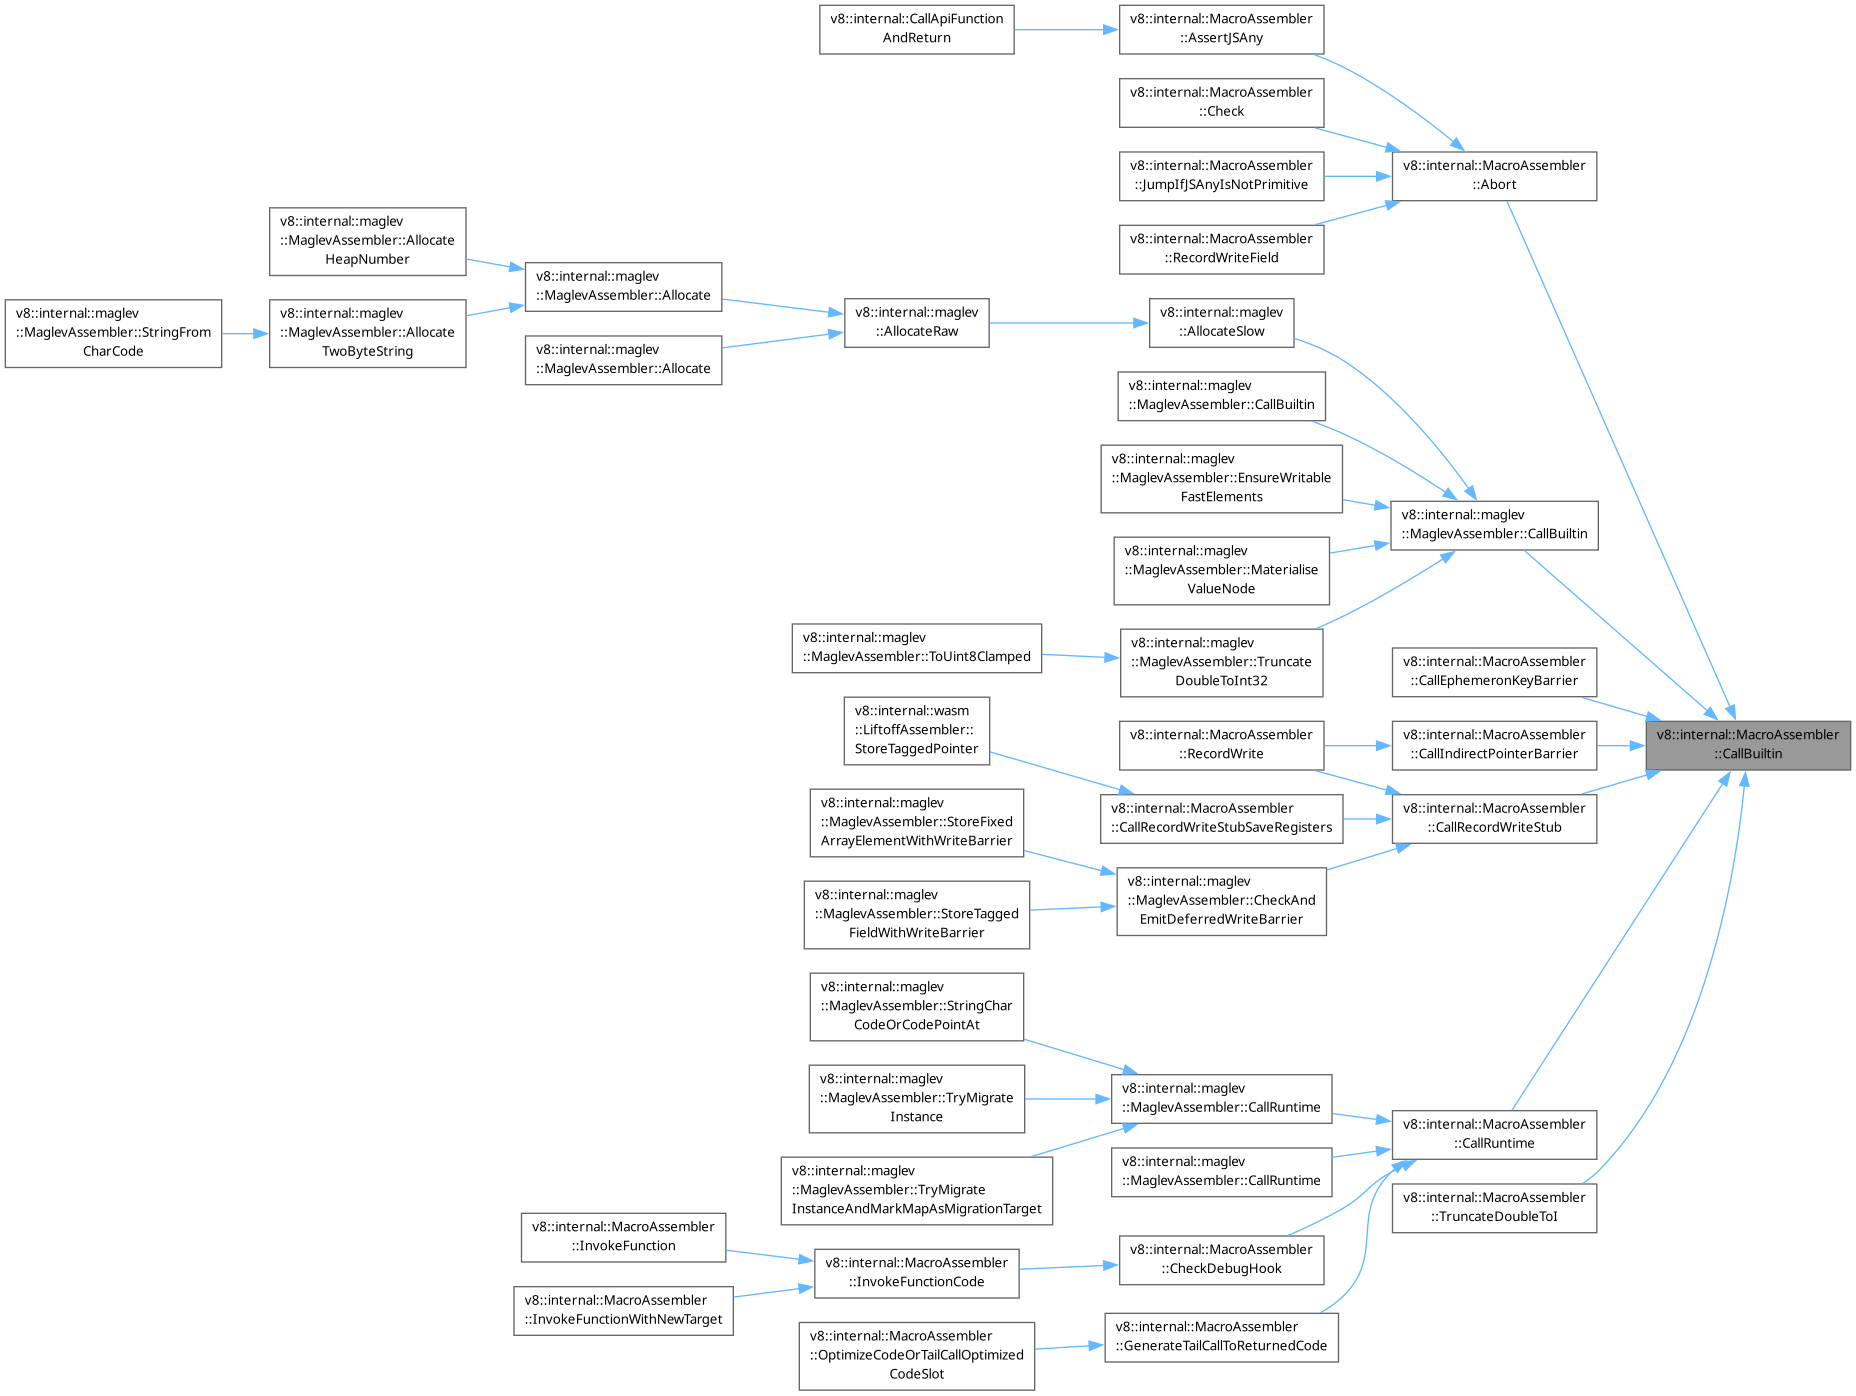 v8::internal::CallApiFunction
AndReturn
v8::internal::MacroAssembler
::AssertJSAny
v8::internal::MacroAssembler
::Check
v8::internal::MacroAssembler
::JumpIfJSAnyIsNotPrimitive
v8::internal::MacroAssembler
::Abort
v8::internal::MacroAssembler
::RecordWriteField
v8::internal::maglev
::MaglevAssembler::Allocate
HeapNumber
v8::internal::maglev
::MaglevAssembler::Allocate
v8::internal::maglev
::MaglevAssembler::StringFrom
CharCode
v8::internal::maglev
::MaglevAssembler::Allocate
TwoByteString
v8::internal::maglev
::MaglevAssembler::Allocate
v8::internal::maglev
::AllocateRaw
v8::internal::maglev
::AllocateSlow
v8::internal::maglev
::MaglevAssembler::CallBuiltin
v8::internal::maglev
::MaglevAssembler::EnsureWritable
FastElements
v8::internal::maglev
::MaglevAssembler::CallBuiltin
v8::internal::maglev
::MaglevAssembler::Materialise
ValueNode
v8::internal::maglev
::MaglevAssembler::ToUint8Clamped
v8::internal::maglev
::MaglevAssembler::Truncate
DoubleToInt32
v8::internal::MacroAssembler
::CallEphemeronKeyBarrier
v8::internal::wasm
::LiftoffAssembler::
StoreTaggedPointer
v8::internal::MacroAssembler
::RecordWrite
v8::internal::MacroAssembler
::CallIndirectPointerBarrier
v8::internal::MacroAssembler
::CallBuiltin
v8::internal::maglev
::MaglevAssembler::StoreFixed
ArrayElementWithWriteBarrier
v8::internal::MacroAssembler
::CallRecordWriteStubSaveRegisters
v8::internal::MacroAssembler
::CallRecordWriteStub
v8::internal::maglev
::MaglevAssembler::StoreTagged
FieldWithWriteBarrier
v8::internal::maglev
::MaglevAssembler::CheckAnd
EmitDeferredWriteBarrier
v8::internal::maglev
::MaglevAssembler::StringChar
CodeOrCodePointAt
v8::internal::maglev
::MaglevAssembler::TryMigrate
Instance
v8::internal::maglev
::MaglevAssembler::CallRuntime
v8::internal::MacroAssembler
::CallRuntime
v8::internal::maglev
::MaglevAssembler::TryMigrate
InstanceAndMarkMapAsMigrationTarget
v8::internal::maglev
::MaglevAssembler::CallRuntime
v8::internal::MacroAssembler
::TruncateDoubleToI
v8::internal::MacroAssembler
::InvokeFunction
v8::internal::MacroAssembler
::InvokeFunctionCode
v8::internal::MacroAssembler
::CheckDebugHook
v8::internal::MacroAssembler
::InvokeFunctionWithNewTarget
v8::internal::MacroAssembler
::OptimizeCodeOrTailCallOptimized
CodeSlot
v8::internal::MacroAssembler
::GenerateTailCallToReturnedCode